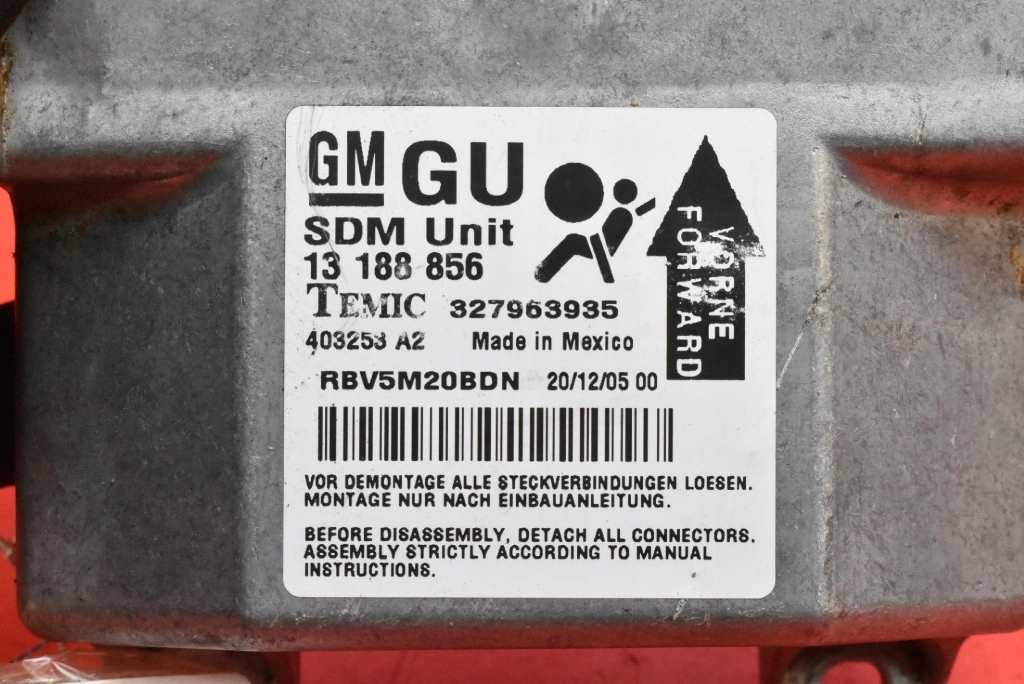 GM GU
SDM Unit
13 188 856
TEMIC 327963935
403253 A2 Made in Mexico
RBV5M20BDN 20/12/05 00
VORNE
FORWARD
VOR DEMONTAGE ALLE STECKVERBINDUNGEN LOESEN.
MONTAGE NUR NACH EINBAUANLEITUNG.
BEFORE DISASSEMBLY, DETACH ALL CONNECTORS.
ASSEMBLY STRICTLY ACCORDING TO MANUAL
INSTRUCTIONS.